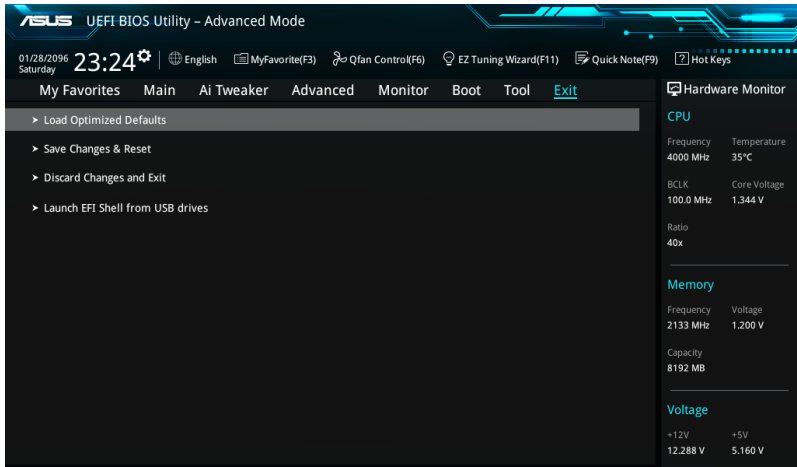 ASUS UEFI BIOS Utility – Advanced Mode
01/28/2096
Saturday
23:24
English
MyFavorite(F3)
Qfan Control(F6)
EZ Tuning Wizard(F11)
Quick Note(F9)
? Hot Keys
My Favorites Main Ai Tweaker Advanced Monitor Boot Tool Exit
➤ Load Optimized Defaults
➤ Save Changes & Reset
➤ Discard Changes and Exit
➤ Launch EFI Shell from USB drives
Hardware Monitor
CPU
Frequency Temperature
4000 MHz 35°C
BCLK Core Voltage
100.0 MHz 1.344 V
Ratio
40x
Memory
Frequency Voltage
2133 MHz 1.200 V
Capacity
8192 MB
Voltage
+12V +5V
12.288 V 5.160 V